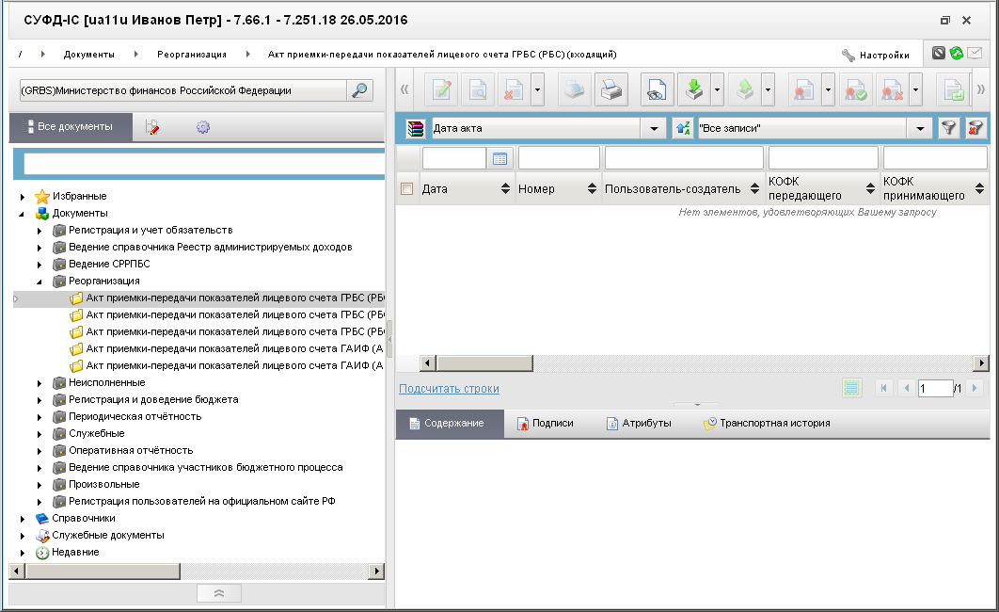 СУФД-IC [ua11u Иванов Петр] - 7.66.1 - 7.251.18 26.05.2016
/ Документы Реорганизация Акт приемки-передачи показателей лицевого счета ГРБС (РБС) (входящий)
Настройки
(GRBS)Министерство финансов Российской Федерации
Все документы
Дата акта
"Все записи"
Дата
Номер
Пользователь-создатель
КОФК передающего
КОФК принимающего
Нет элементов, удовлетворяющих Вашему запросу
Избранные
Документы
Регистрация и учет обязательств
Ведение справочника Реестр администрируемых доходов
Ведение СРРПБС
Реорганизация
Акт приемки-передачи показателей лицевого счета ГРБС (РБС
Акт приемки-передачи показателей лицевого счета ГРБС (РБС
Акт приемки-передачи показателей лицевого счета ГРБС (РБС
Акт приемки-передачи показателей лицевого счета ГАИФ (А
Акт приемки-передачи показателей лицевого счета ГАИФ (А
Неисполненные
Регистрация и доведение бюджета
Периодическая отчётность
Служебные
Оперативная отчётность
Ведение справочника участников бюджетного процесса
Произвольные
Регистрация пользователей на официальном сайте РФ
Справочники
Служебные документы
Недавние
Подсчитать строки
1 /1
Содержание
Подписи
Атрибуты
Транспортная история